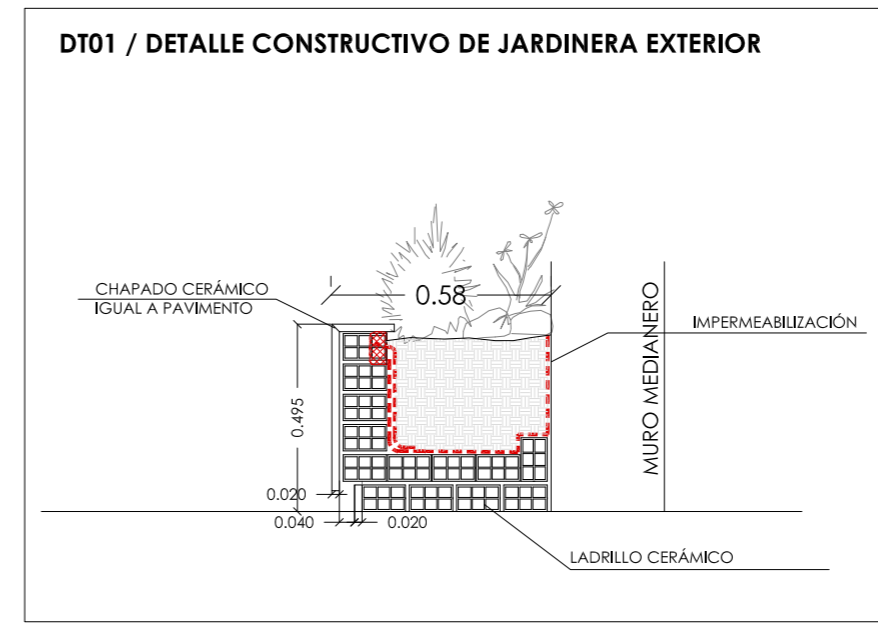 DT01 / DETALLE CONSTRUCTIVO DE JARDINERA EXTERIOR
CHAPADO CERÁMICO
IGUAL A PAVIMENTO
0.58
IMPERMEABILIZACIÓN
MURO MEDIANERO
0.495
0.020
0.040
0.020
LADRILLO CERÁMICO